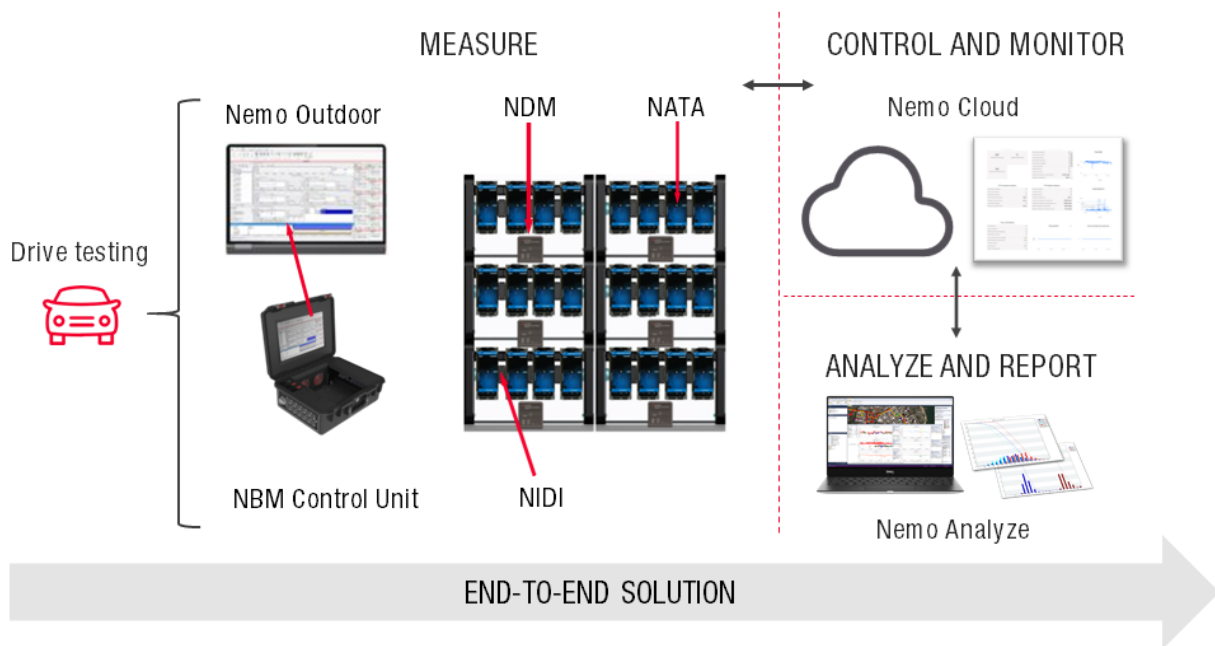 MEASURE
CONTROL AND MONITOR
Nemo Outdoor
NDM
NATA
Nemo Cloud
Drive testing
ANALYZE AND REPORT
NBM Control Unit
NIDI
Nemo Analyze
END-TO-END SOLUTION